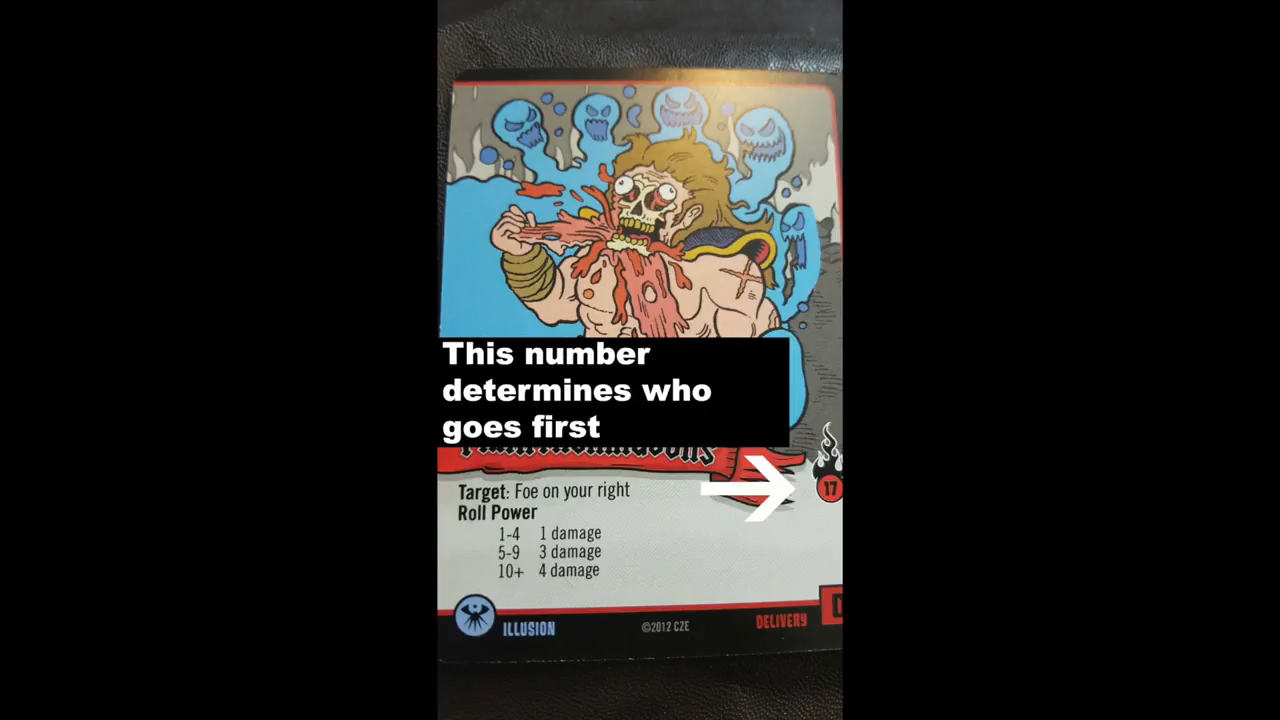 This number
determines who
goes first
17
Target: Foe on your right
Roll Power
1-4 1 damage
5-9 3 damage
10+ 4 damage
ILLUSION
©2012 CZE
DELIVERY